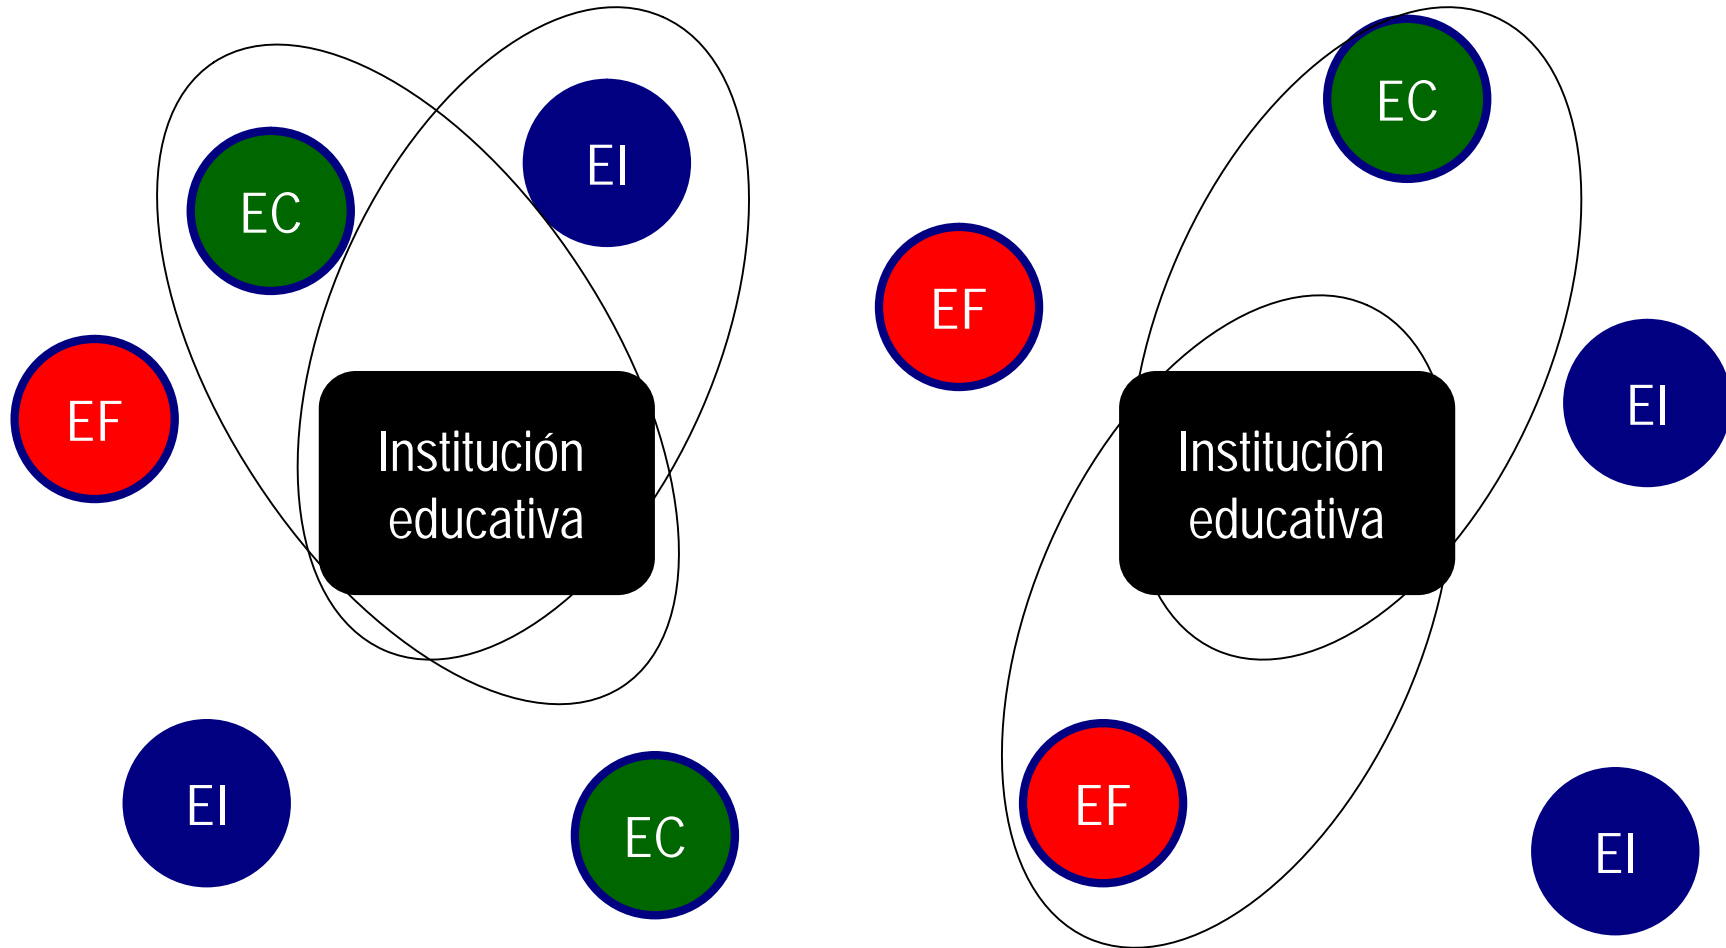 EC
EI
EF
Institución
educativa
EI
EC
EC
EF
EI
Institución
educativa
EF
EI